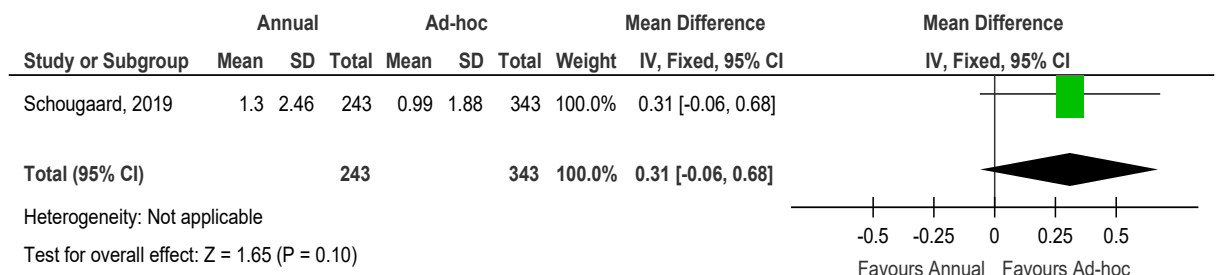 Annual Ad-hoc Mean Difference Mean Difference
Study or Subgroup Mean SD Total Mean SD Total Weight IV, Fixed, 95% CI IV, Fixed, 95% CI
Schougaard, 2019 1.3 2.46 243 0.99 1.88 343 100.0% 0.31 [-0.06, 0.68]
Total (95% CI) 243 343 100.0% 0.31 [-0.06, 0.68]
Heterogeneity: Not applicable
Test for overall effect: Z = 1.65 (P = 0.10)
-0.5 -0.25 0 0.25 0.5
Favours Annual Favours Ad-hoc